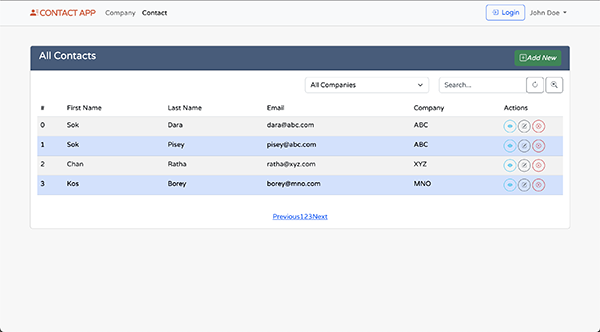 CONTACT APP Company Contact Login John Doe
All Contacts Add New
All Companies Search...
# First Name Last Name Email Company Actions
0 Sok Dara dara@abc.com ABC
1 Sok Pisey pisey@abc.com ABC
2 Chan Ratha ratha@xyz.com XYZ
3 Kos Borey borey@mno.com MNO
Previous123Next